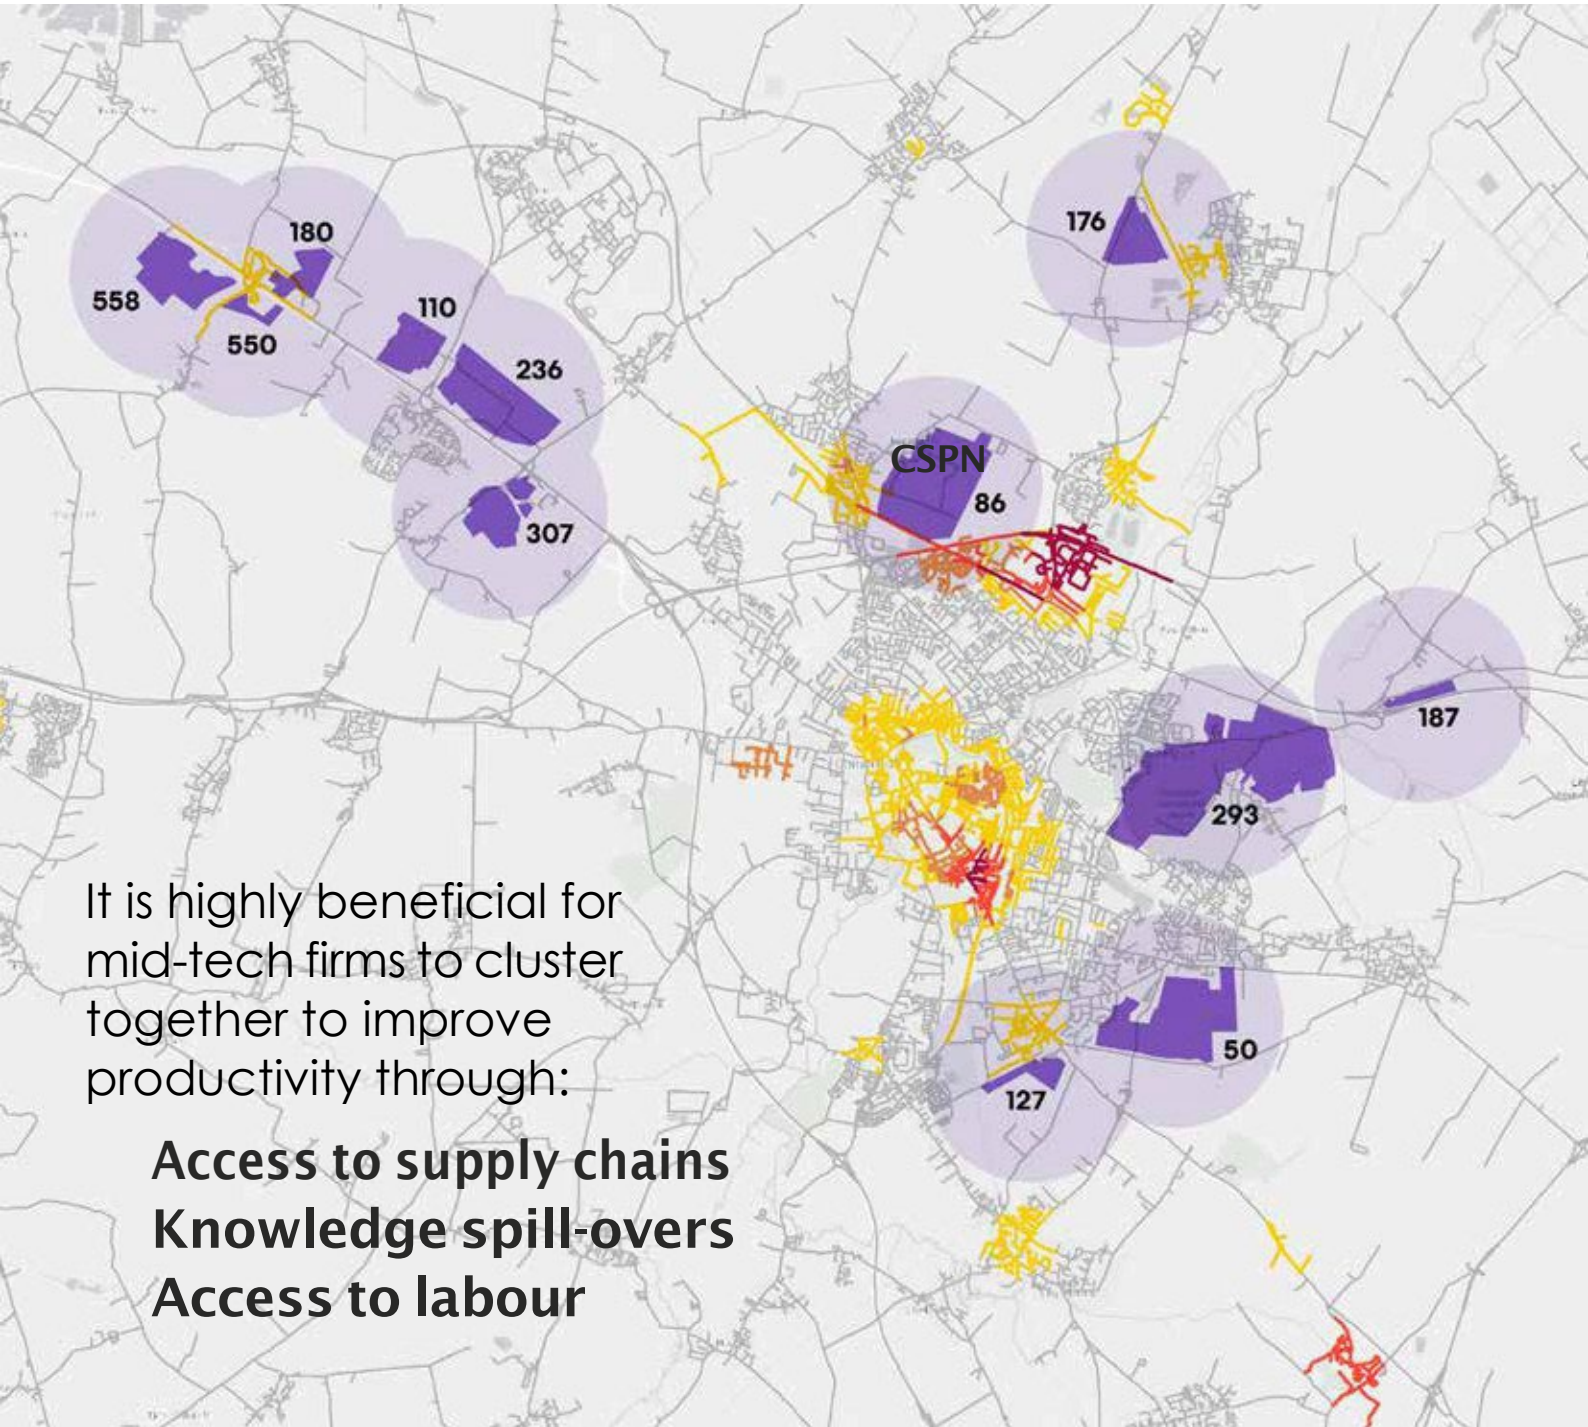 176
180
558
110
550
236
CSPN
86
307
187
293
It is highly beneficial for
mid-tech firms to cluster
together to improve
productivity through:
50
127
Access to supply chains
Knowledge spill-overs
Access to labour